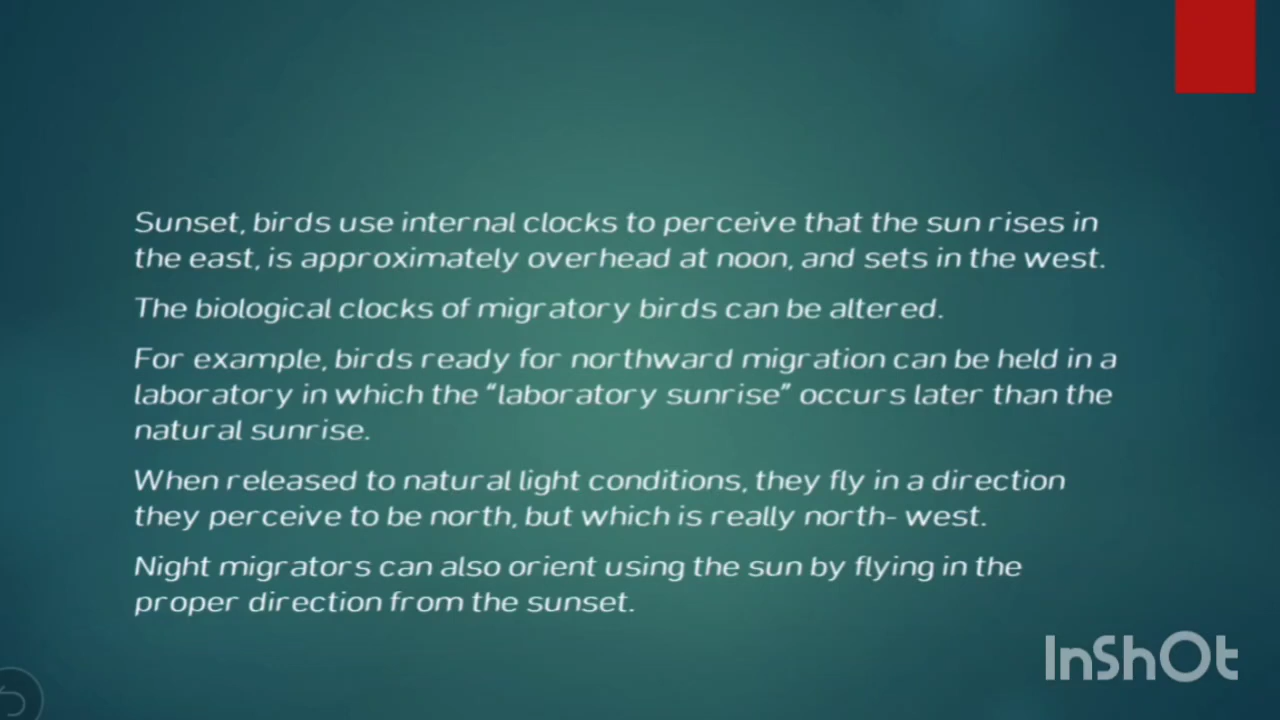 Sunset, birds use internal clocks to perceive that the sun rises in
the east, is approximately overhead at noon, and sets in the west.
The biological clocks of migratory birds can be altered.
For example, birds ready for northward migration can be held in a
laboratory in which the “laboratory sunrise” occurs later than the
natural sunrise.
When released to natural light conditions, they fly in a direction
they perceive to be north, but which is really north- west.
Night migrators can also orient using the sun by flying in the
proper direction from the sunset.
InShOt